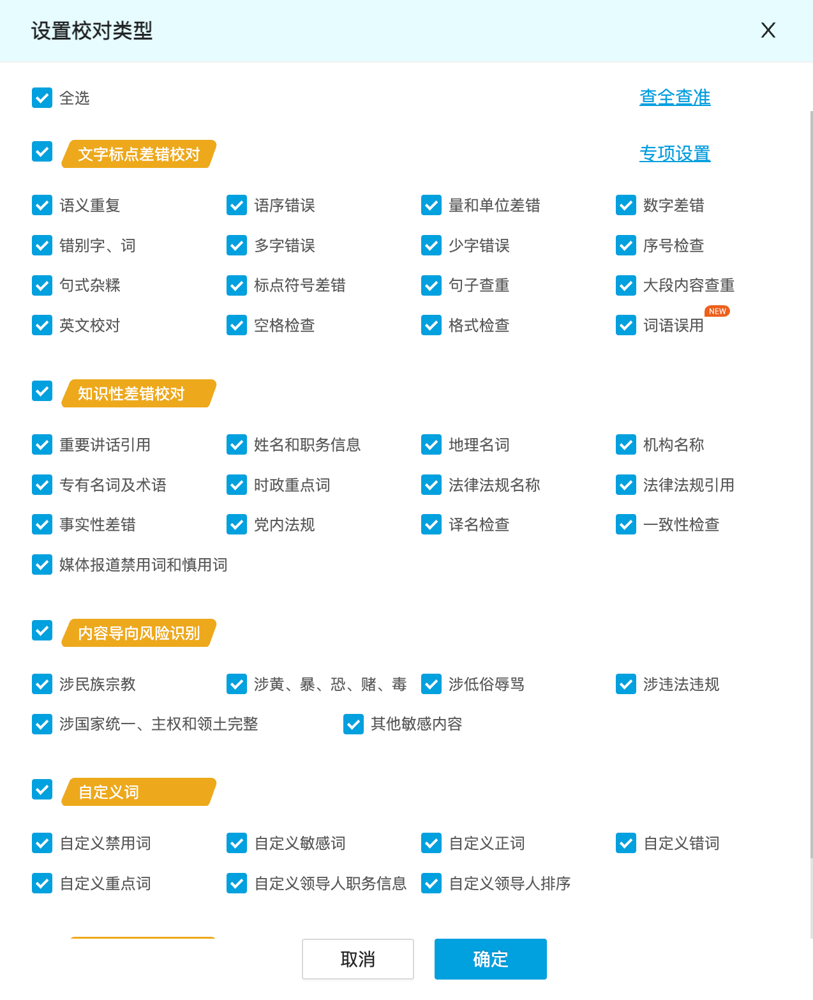 设置校对类型
X
全选 查全查准
文字标点差错校对 专项设置
语义重复 语序错误 量和单位差错 数字差错
错别字、词 多字错误 少字错误 序号检查
句式杂糅 标点符号差错 句子查重 大段内容查重
英文校对 空格检查 格式检查 词语误用 NEW
知识性差错校对
重要讲话引用 姓名和职务信息 地理名词 机构名称
专有名词及术语 时政重点词 法律法规名称 法律法规引用
事实性差错 党内法规 译名检查 一致性检查
媒体报道禁用词和慎用词
内容导向风险识别
涉民族宗教 涉黄、暴、恐、赌、毒 涉低俗辱骂 涉违法违规
涉国家统一、主权和领土完整 其他敏感内容
自定义词
自定义禁用词 自定义敏感词 自定义正词 自定义错词
自定义重点词 自定义领导人职务信息 自定义领导人排序
取消 确定